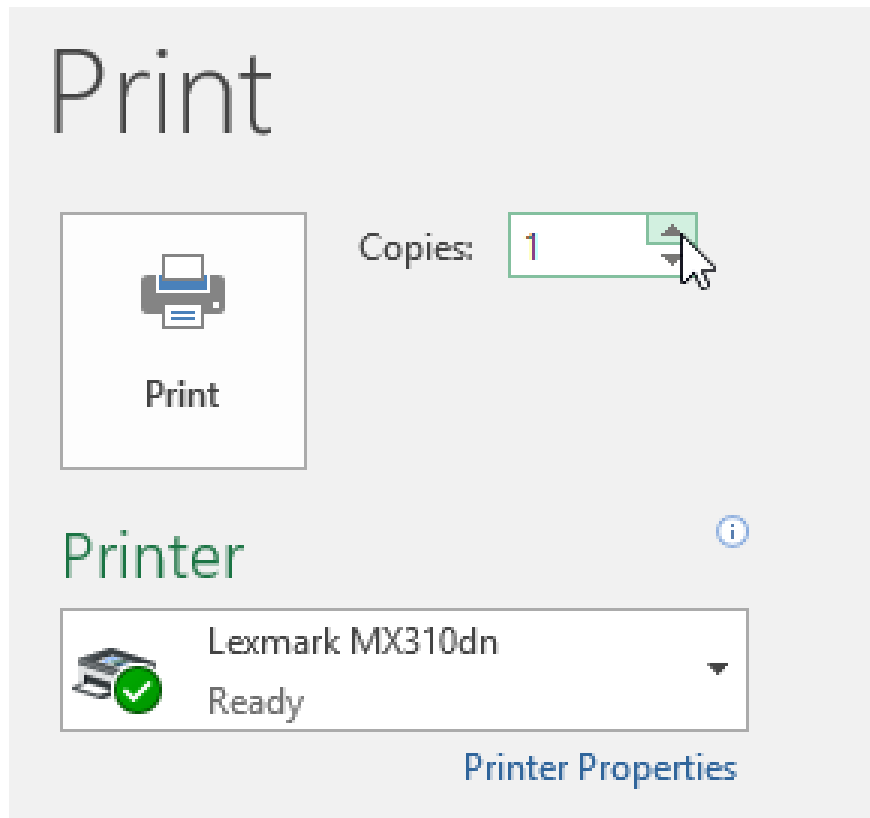 Print
Copies: 1
Print
Printer
Lexmark MX310dn
Ready
Printer Properties